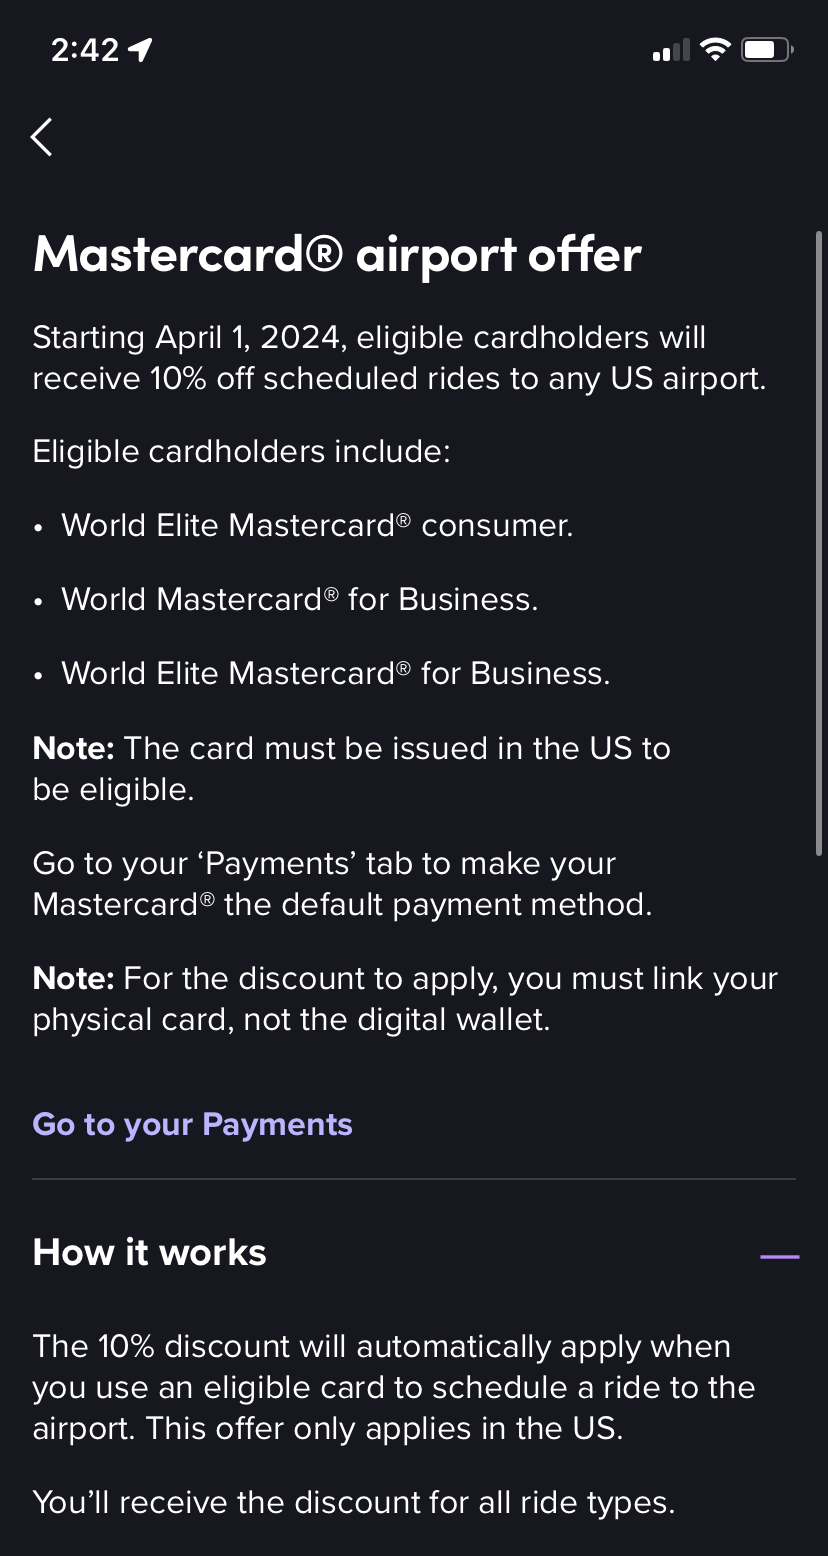 2:42
Mastercard® airport offer
Starting April 1, 2024, eligible cardholders will
receive 10% off scheduled rides to any US airport.
Eligible cardholders include:
• World Elite Mastercard® consumer.
• World Mastercard® for Business.
• World Elite Mastercard® for Business.
Note: The card must be issued in the US to
be eligible.
Go to your ‘Payments’ tab to make your
Mastercard® the default payment method.
Note: For the discount to apply, you must link your
physical card, not the digital wallet.
Go to your Payments
How it works
The 10% discount will automatically apply when
you use an eligible card to schedule a ride to the
airport. This offer only applies in the US.
You’ll receive the discount for all ride types.